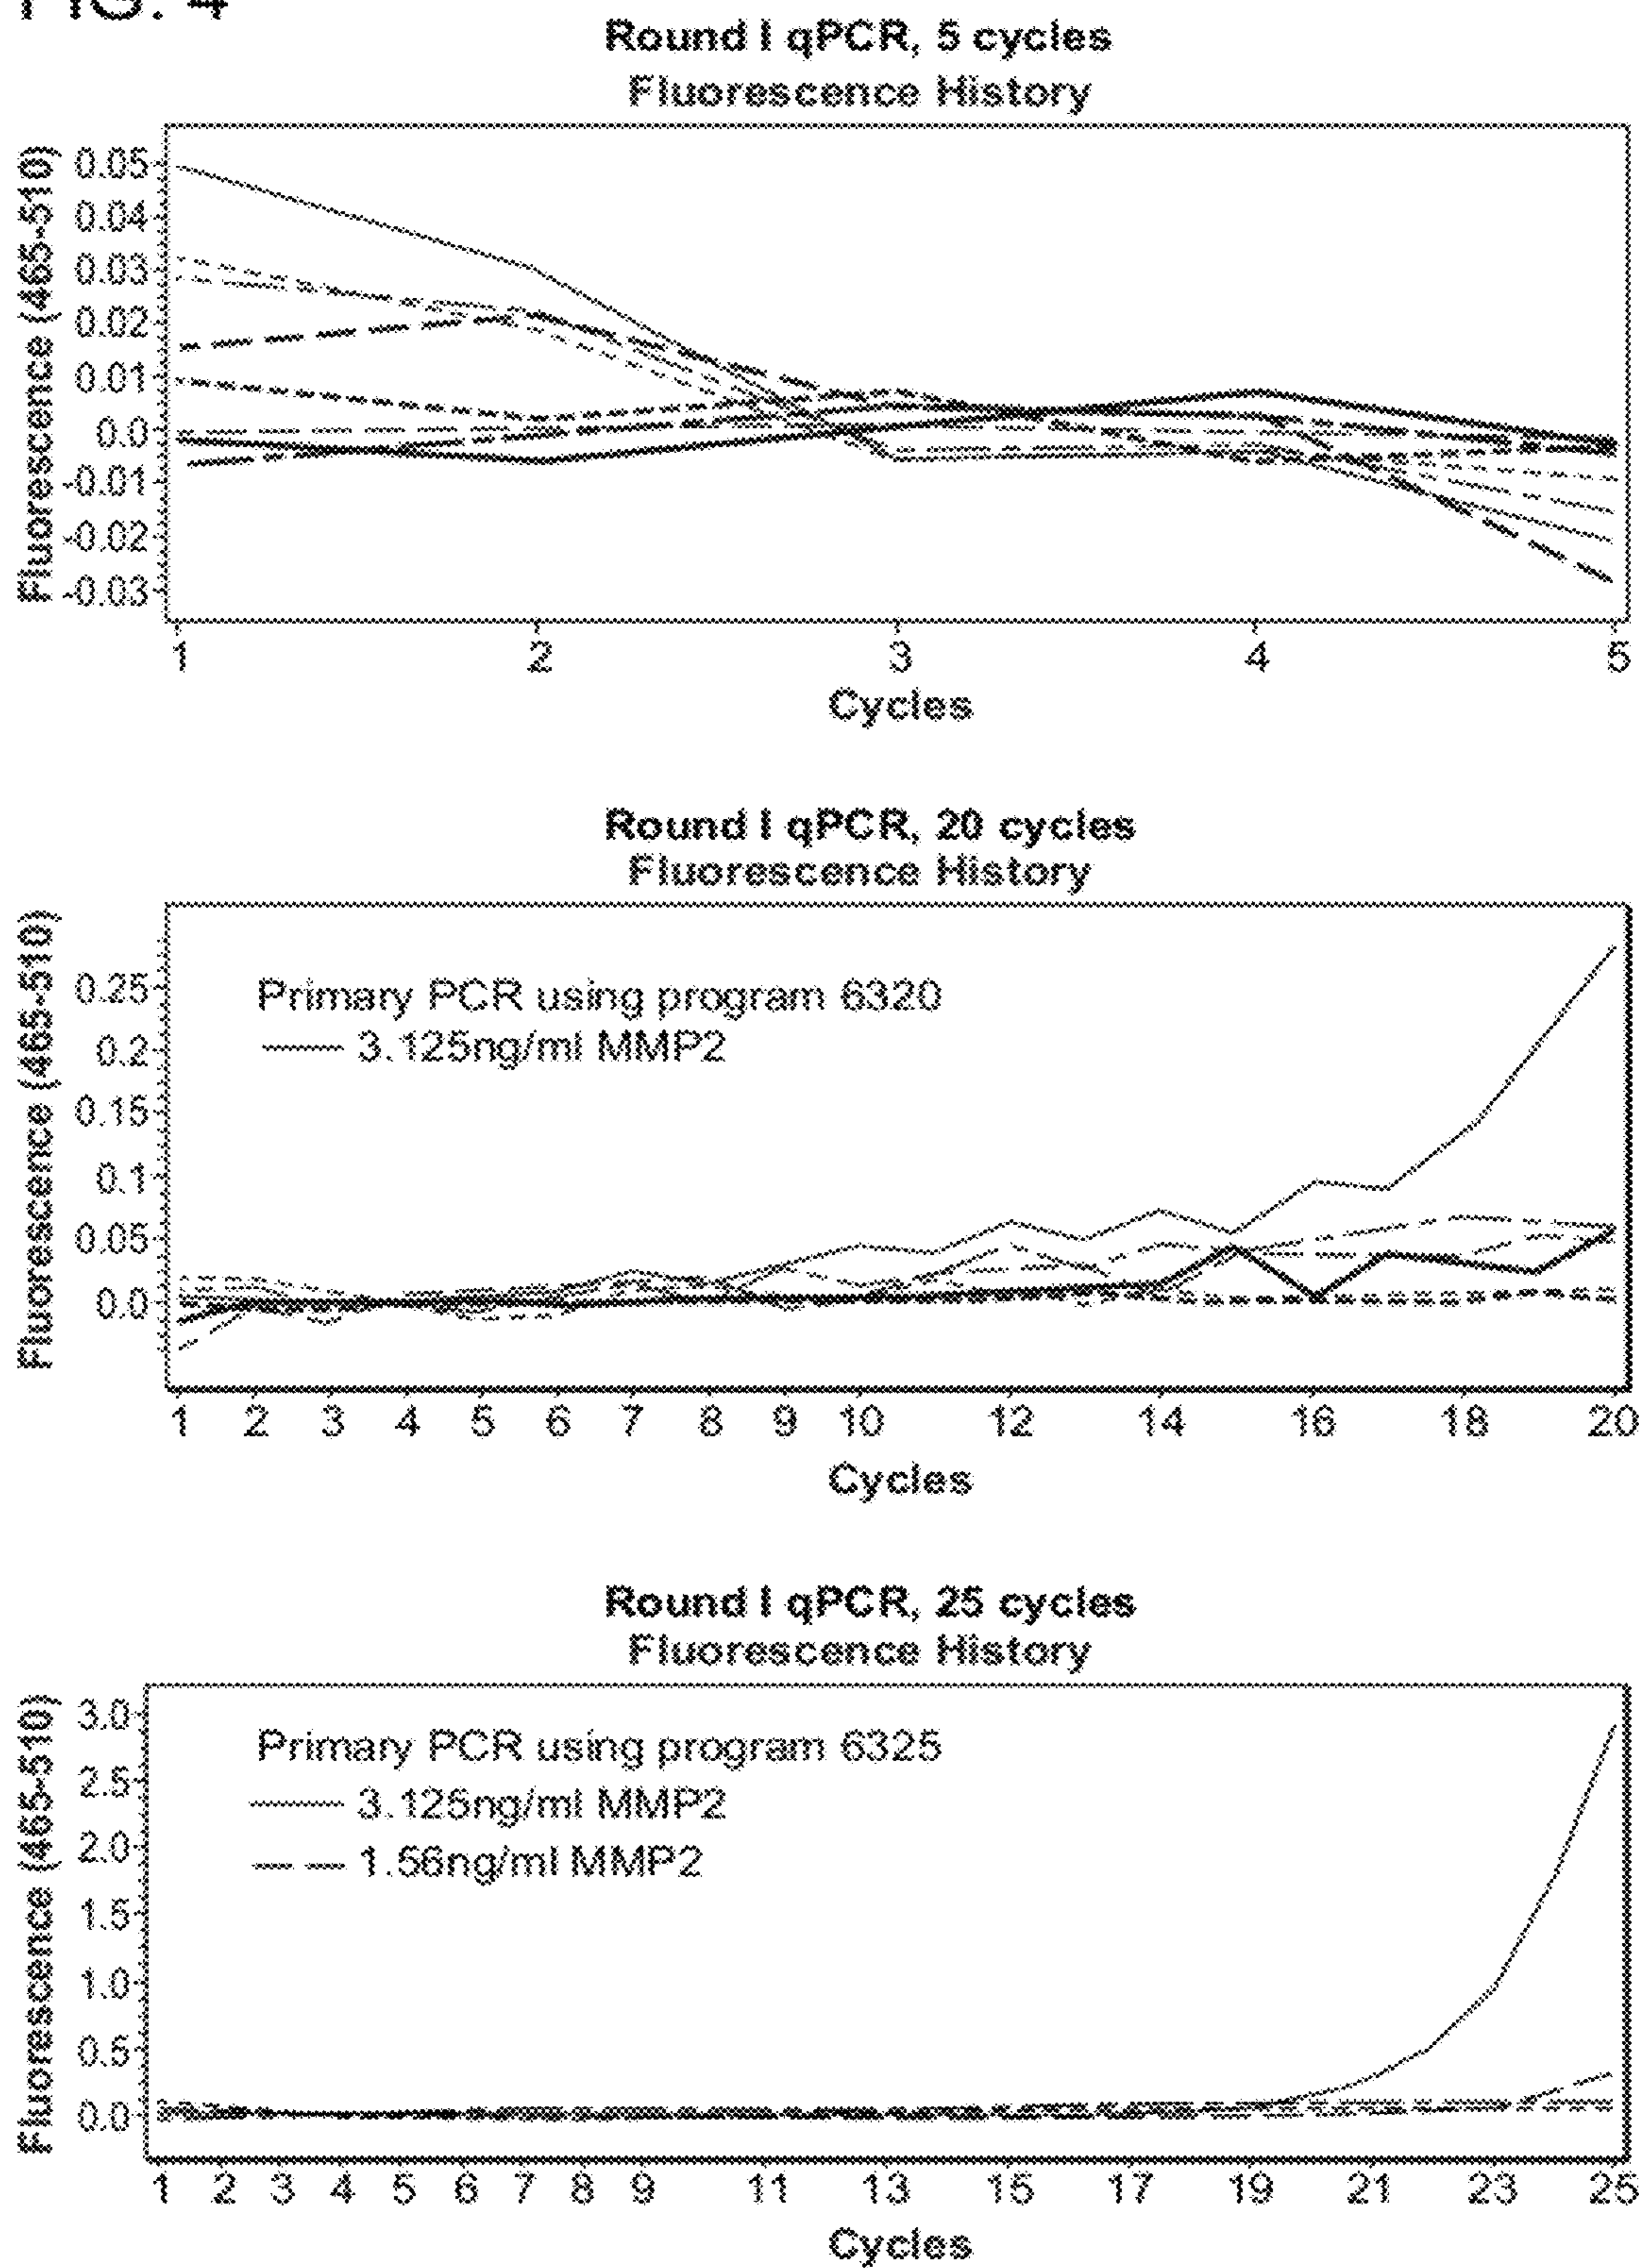 FIG. 4
Round I qPCR, 5 cycles
Fluorescence History
Fluorescence (465-510)
0.05
0.04
0.03
0.02
0.01
0.0
-0.01
-0.02
-0.03
1 2 3 4 5
Cycles
Round I qPCR, 20 cycles
Fluorescence History
Fluorescence (465-510)
Primary PCR using program 6320
3.125ng/ml MMP2
0.25
0.2
0.15
0.1
0.05
0.0
1 2 3 4 5 6 7 8 9 10 12 14 16 18 20
Cycles
Round I qPCR, 25 cycles
Fluorescence History
Fluorescence (465-510)
Primary PCR using program 6325
3.125ng/ml MMP2
1.56ng/ml MMP2
3.0
2.5
2.0
1.5
1.0
0.5
0.0
1 2 3 4 5 6 7 8 9 11 13 15 17 19 21 23 25
Cycles